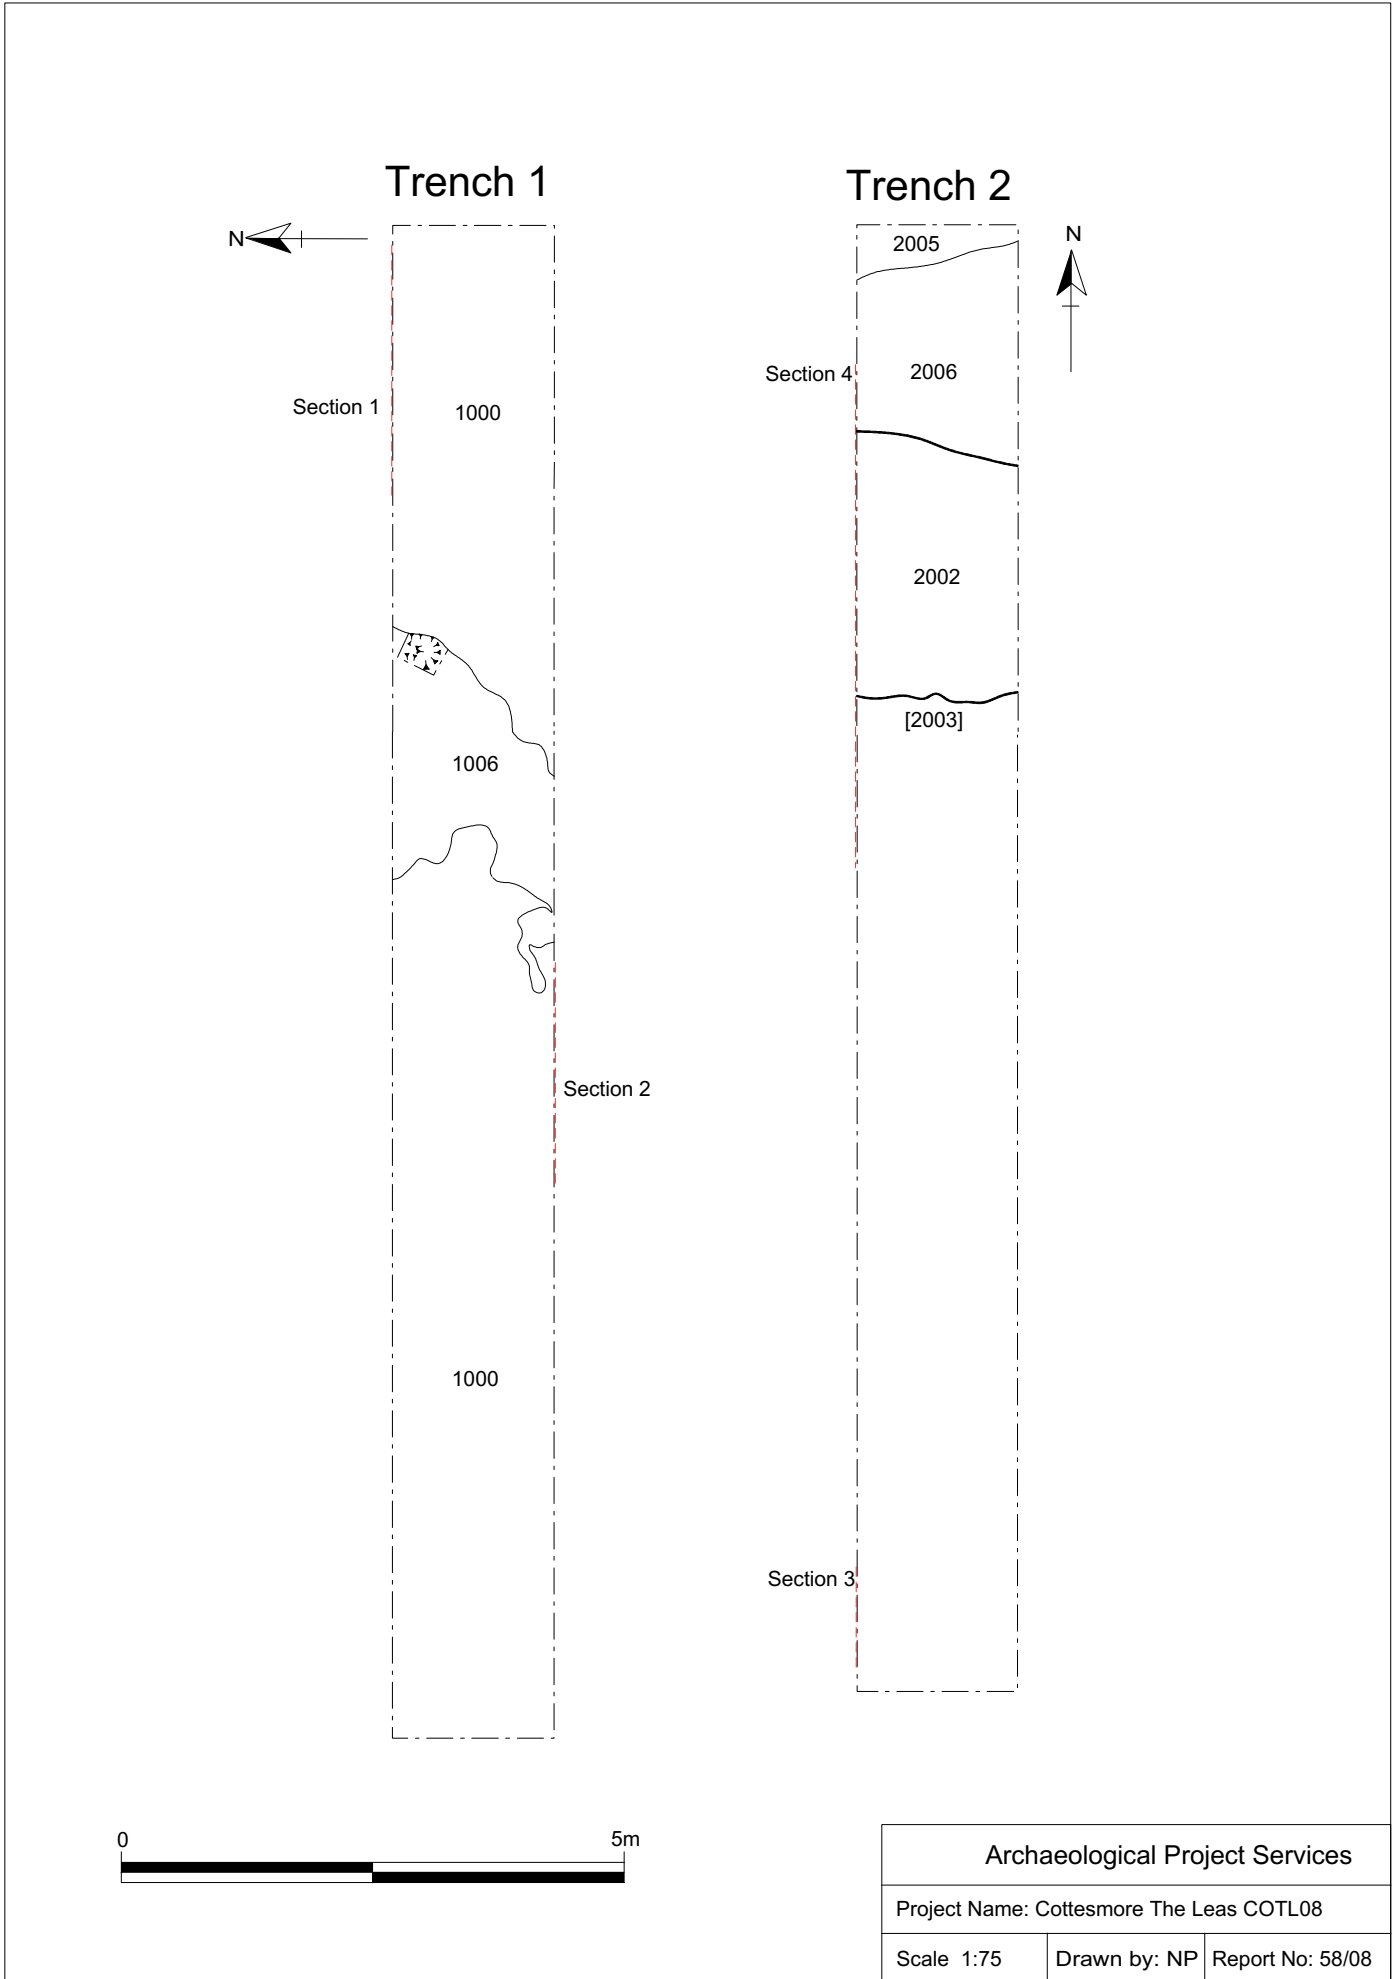 Trench 1
Trench 2
N
2005
N
Section 4
2006
Section 1
1000
2002
[2003]
1006
Section 2
1000
Section 3
0
5m
Archaeological Project Services
Project Name: Cottesmore The Leas COTL08
Scale 1:75
Drawn by: NP
Report No: 58/08